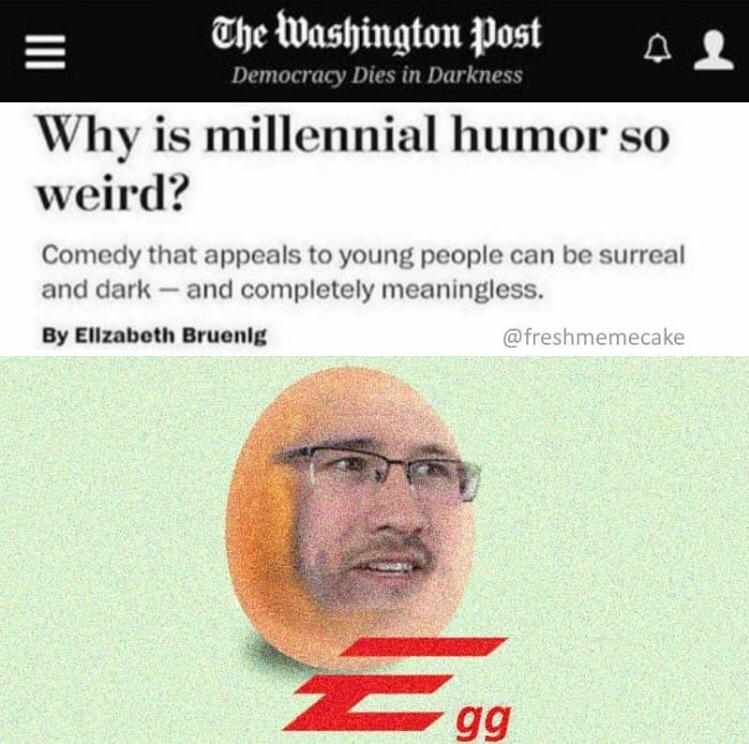 The Washington Post
Democracy Dies in Darkness
Why is millennial humor so
weird?
Comedy that appeals to young people can be surreal
and dark — and completely meaningless.
By Elizabeth Bruenig
@freshmemecake
Egg